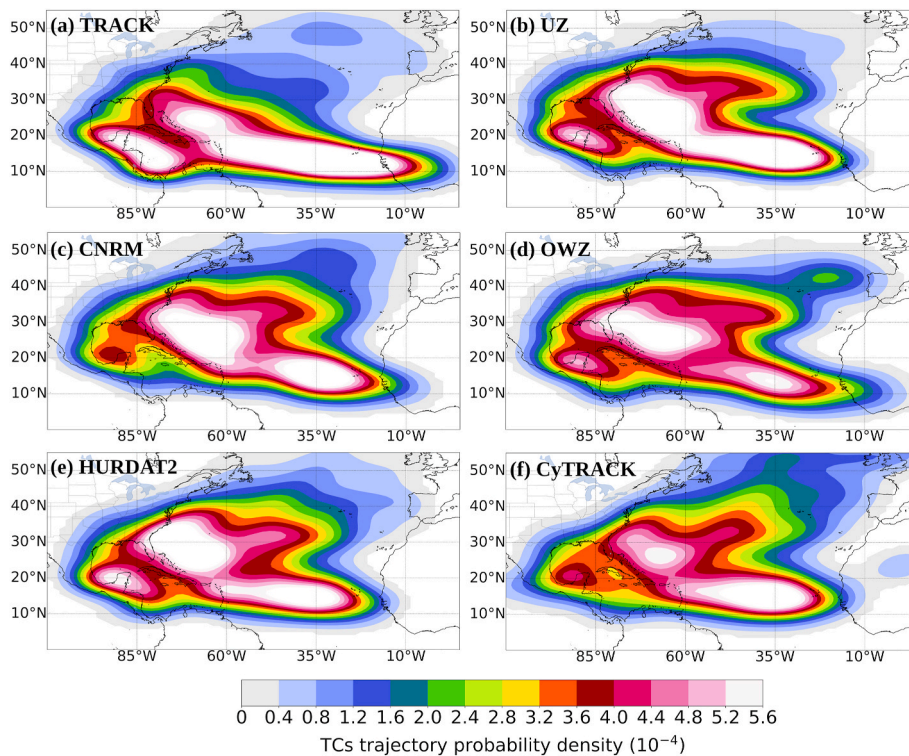 50°N (a) TRACK
40°N
30°N
20°N
10°N
85°W 60°W 35°W 10°W
50°N (b) UZ
40°N
30°N
20°N
10°N
85°W 60°W 35°W 10°W
50°N (c) CNRM
40°N
30°N
20°N
10°N
85°W 60°W 35°W 10°W
50°N (d) OWZ
40°N
30°N
20°N
10°N
85°W 60°W 35°W 10°W
50°N (e) HURDAT2
40°N
30°N
20°N
10°N
85°W 60°W 35°W 10°W
50°N (f) CyTRACK
40°N
30°N
20°N
10°N
85°W 60°W 35°W 10°W
0 0.4 0.8 1.2 1.6 2.0 2.4 2.8 3.2 3.6 4.0 4.4 4.8 5.2 5.6
TCs trajectory probability density (10⁻⁴)